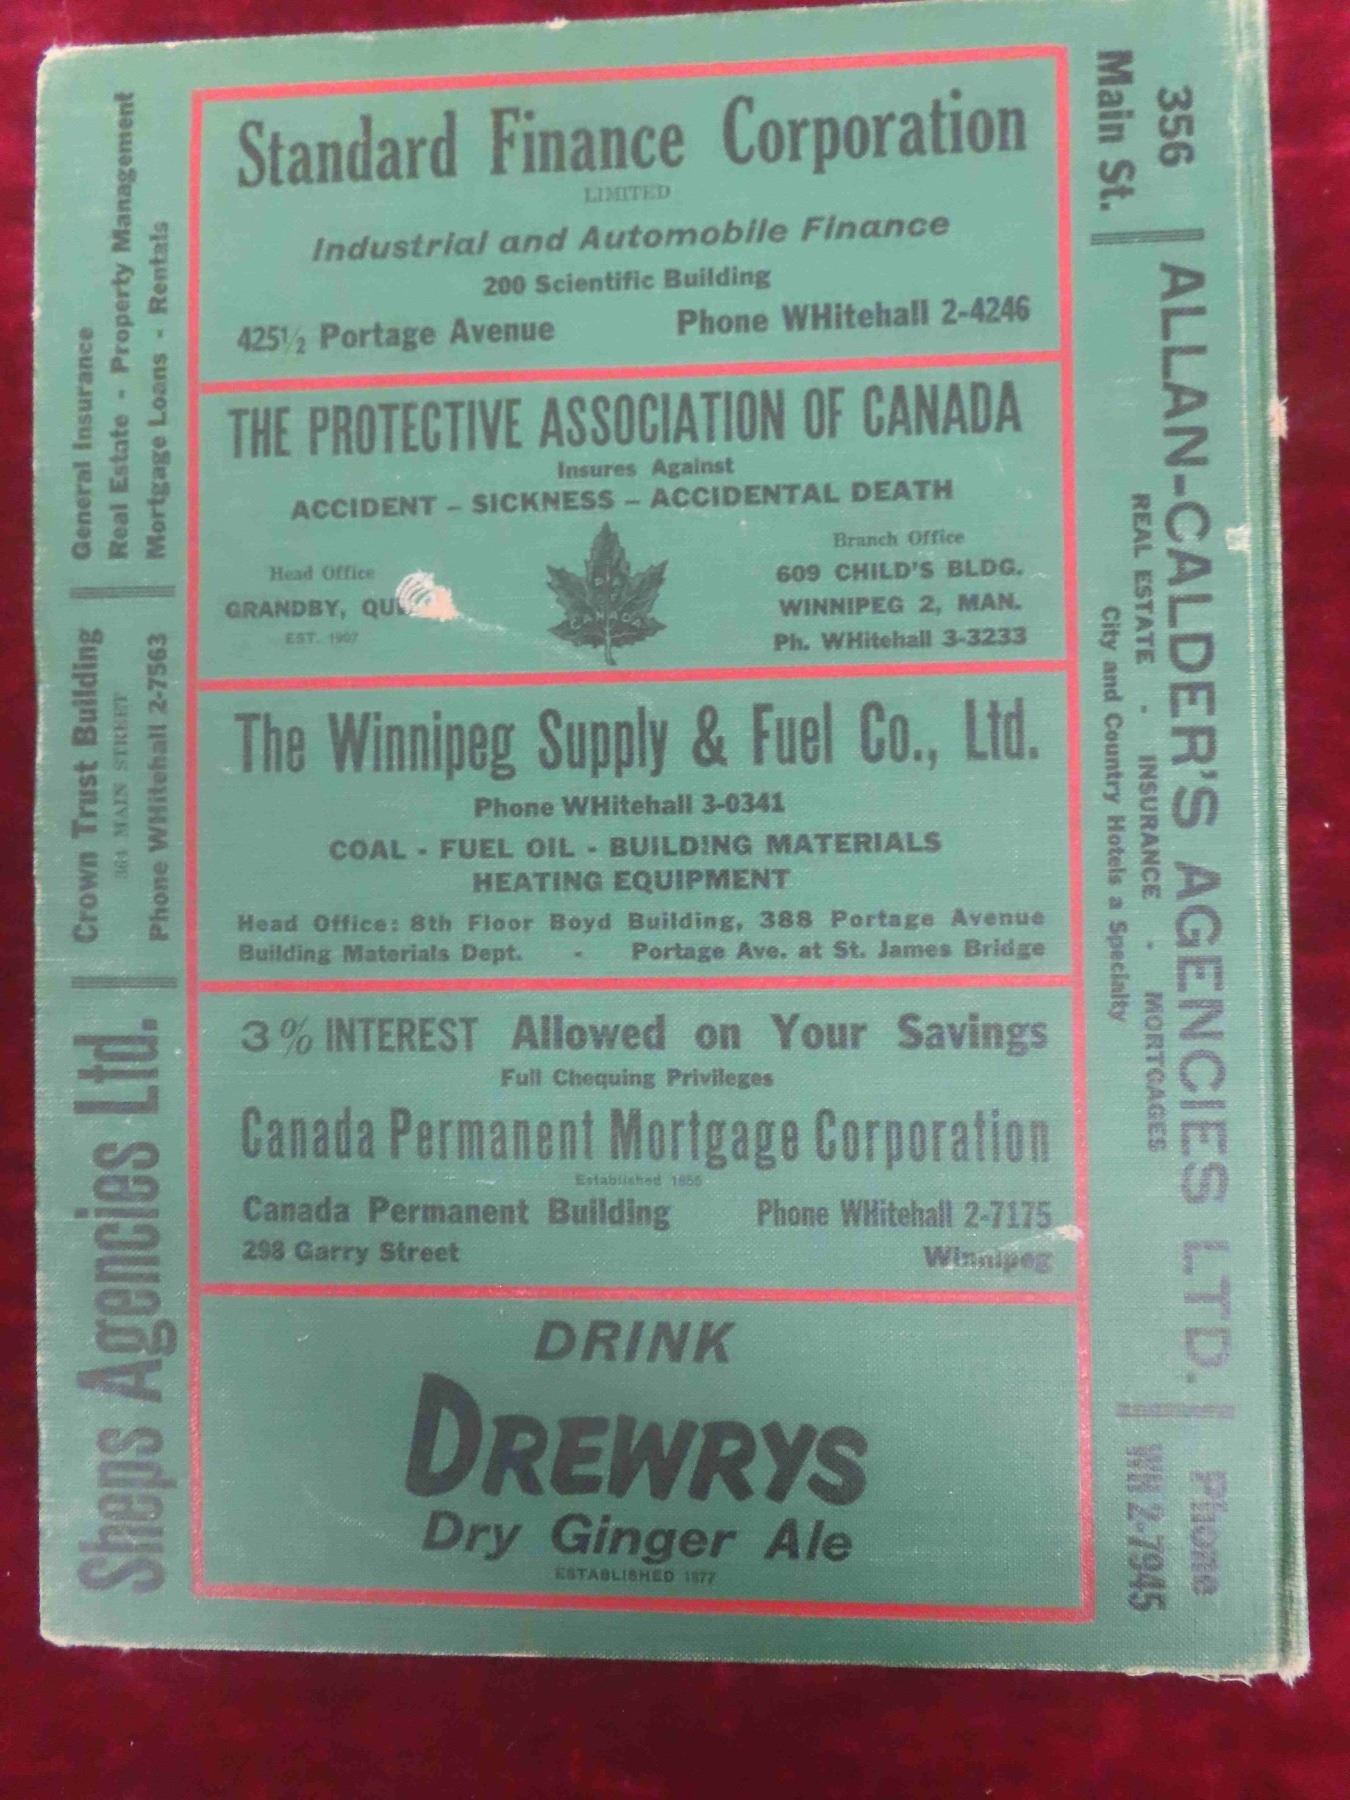 Standard Finance Corporation
LIMITED
Industrial and Automobile Finance
200 Scientific Building
425½ Portage Avenue Phone WHitehall 2-4246
THE PROTECTIVE ASSOCIATION OF CANADA
Insures Against
ACCIDENT - SICKNESS - ACCIDENTAL DEATH
Head Office
GRANDBY, QUE
EST. 1907
CANADA
Branch Office
609 CHILD'S BLDG.
WINNIPEG 2, MAN.
Ph. WHitehall 3-3233
The Winnipeg Supply & Fuel Co., Ltd.
Phone WHitehall 3-0341
COAL - FUEL OIL - BUILDING MATERIALS
HEATING EQUIPMENT
Head Office: 8th Floor Boyd Building, 388 Portage Avenue
Building Materials Dept. - Portage Ave. at St. James Bridge
3% INTEREST Allowed on Your Savings
Full Chequing Privileges
Canada Permanent Mortgage Corporation
Established 1855
Canada Permanent Building Phone WHitehall 2-7175
298 Garry Street Winnipeg
DRINK
DREWRYS
Dry Ginger Ale
ESTABLISHED 1877
Sheps Agencies Ltd.
Crown Trust Building
364 MAIN STREET
Phone WHitehall 2-7563
General Insurance
Real Estate - Property Management
Mortgage Loans - Rentals
356
Main St.
ALLAN-CALDER'S AGENCIES LTD.
REAL ESTATE - INSURANCE - MORTGAGES
City and Country Hotels a Specialty
Phone
WH 2-7945